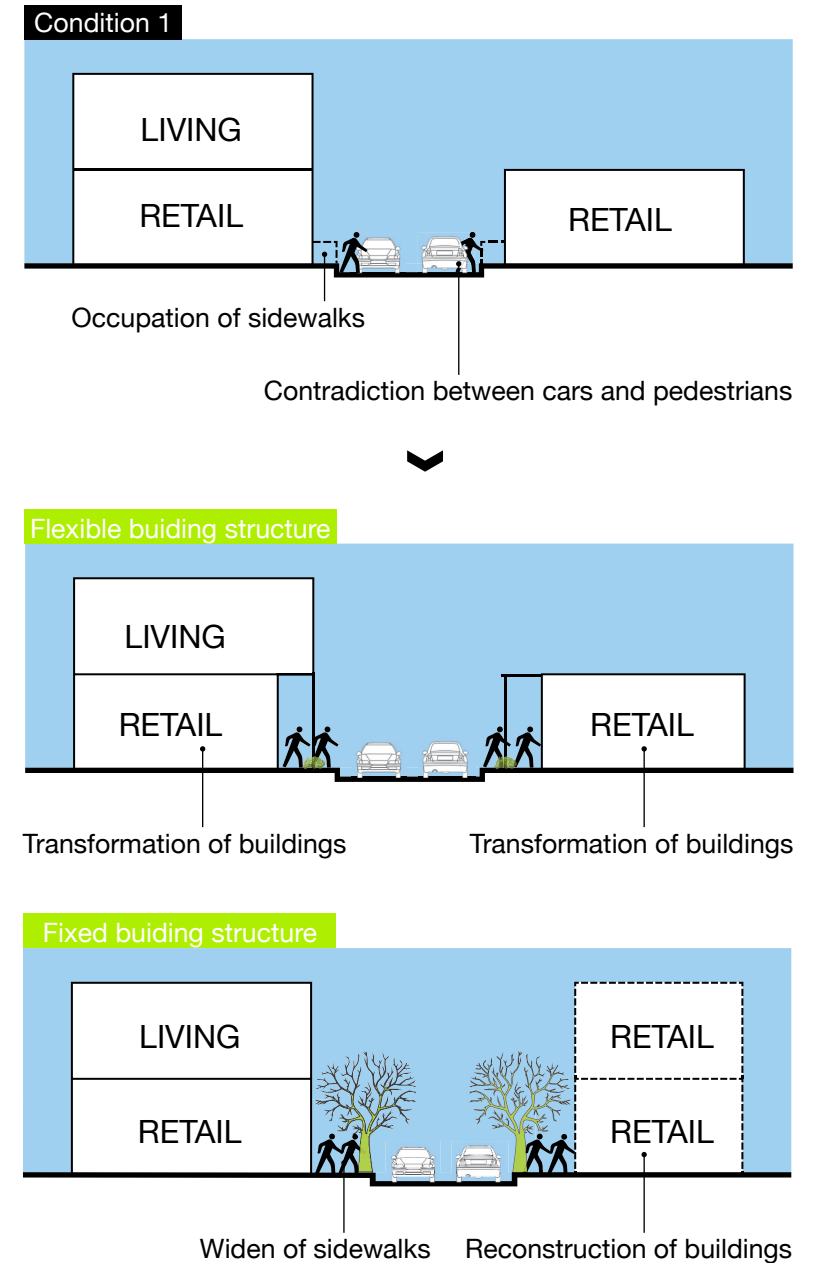 Condition 1
LIVING
RETAIL
RETAIL
Occupation of sidewalks
Contradiction between cars and pedestrians
Flexible buiding structure
LIVING
RETAIL
RETAIL
Transformation of buildings
Transformation of buildings
Fixed buiding structure
LIVING
RETAIL
RETAIL
RETAIL
Widen of sidewalks
Reconstruction of buildings